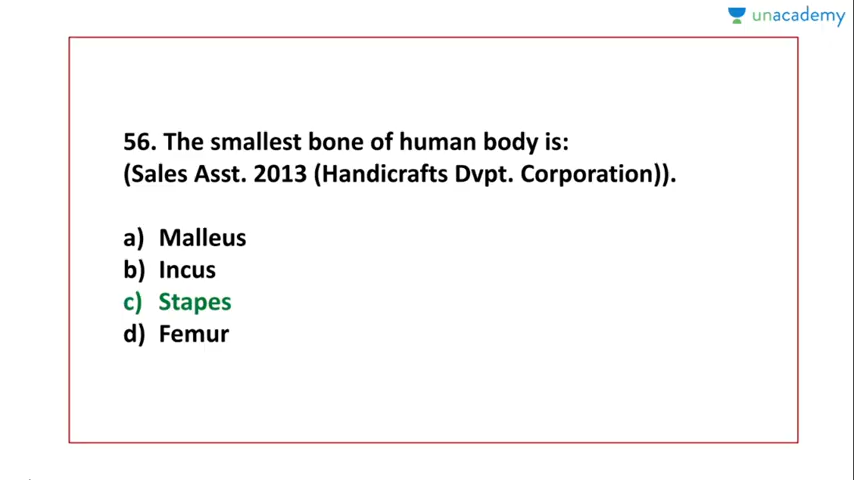 unacademy
56. The smallest bone of human body is:
(Sales Asst. 2013 (Handicrafts Dvpt. Corporation)).
a) Malleus
b) Incus
c) Stapes
d) Femur